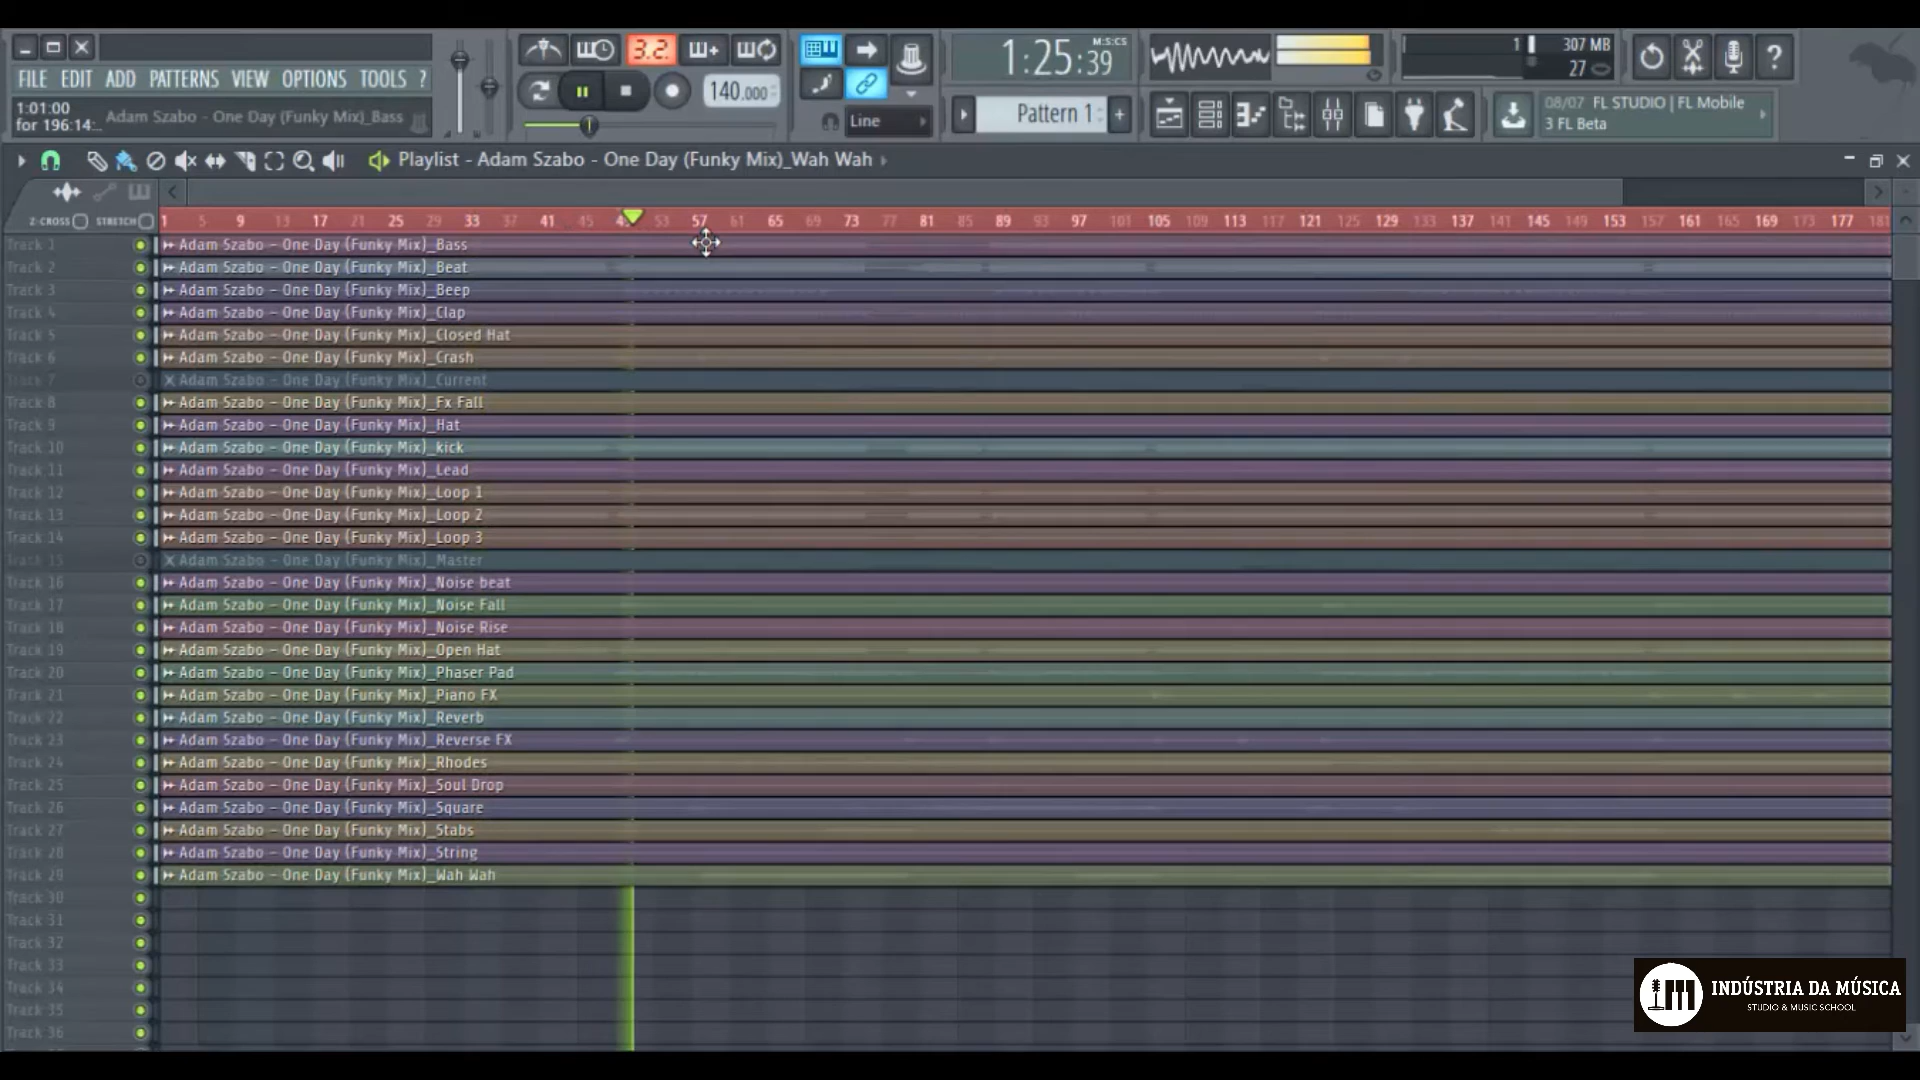 3.2.
1:25:39
M:S:CS
1
307 MB
27
FILE EDIT ADD PATTERNS VIEW OPTIONS TOOLS ?
140.000
1:01:00
for 196:14:..
Adam Szabo - One Day (Funky Mix)_Bass
Line
Pattern 1
08/07 FL STUDIO | FL Mobile
3 FL Beta
Playlist - Adam Szabo - One Day (Funky Mix)_Wah Wah
Z-CROSS STRETCH
1 5 9 13 17 21 25 29 33 37 41 45 53 57 61 65 69 73 77 81 85 89 93 97 101 105 109 113 117 121 125 129 133 137 141 145 149 153 157 161 165 169 173 177 181
Track 1 Adam Szabo - One Day (Funky Mix)_Bass
Track 2 Adam Szabo - One Day (Funky Mix)_Beat
Track 3 Adam Szabo - One Day (Funky Mix)_Beep
Track 4 Adam Szabo - One Day (Funky Mix)_Clap
Track 5 Adam Szabo - One Day (Funky Mix)_Closed Hat
Track 6 Adam Szabo - One Day (Funky Mix)_Crash
Track 7 Adam Szabo - One Day (Funky Mix)_Current
Track 8 Adam Szabo - One Day (Funky Mix)_Fx Fall
Track 9 Adam Szabo - One Day (Funky Mix)_Hat
Track 10 Adam Szabo - One Day (Funky Mix)_kick
Track 11 Adam Szabo - One Day (Funky Mix)_Lead
Track 12 Adam Szabo - One Day (Funky Mix)_Loop 1
Track 13 Adam Szabo - One Day (Funky Mix)_Loop 2
Track 14 Adam Szabo - One Day (Funky Mix)_Loop 3
Track 15 Adam Szabo - One Day (Funky Mix)_Master
Track 16 Adam Szabo - One Day (Funky Mix)_Noise beat
Track 17 Adam Szabo - One Day (Funky Mix)_Noise Fall
Track 18 Adam Szabo - One Day (Funky Mix)_Noise Rise
Track 19 Adam Szabo - One Day (Funky Mix)_Open Hat
Track 20 Adam Szabo - One Day (Funky Mix)_Phaser Pad
Track 21 Adam Szabo - One Day (Funky Mix)_Piano FX
Track 22 Adam Szabo - One Day (Funky Mix)_Reverb
Track 23 Adam Szabo - One Day (Funky Mix)_Reverse FX
Track 24 Adam Szabo - One Day (Funky Mix)_Rhodes
Track 25 Adam Szabo - One Day (Funky Mix)_Soul Drop
Track 26 Adam Szabo - One Day (Funky Mix)_Square
Track 27 Adam Szabo - One Day (Funky Mix)_Stabs
Track 28 Adam Szabo - One Day (Funky Mix)_String
Track 29 Adam Szabo - One Day (Funky Mix)_Wah Wah
Track 30
Track 31
Track 32
Track 33
Track 34
Track 35
Track 36
INDÚSTRIA DA MÚSICA
STUDIO & MUSIC SCHOOL